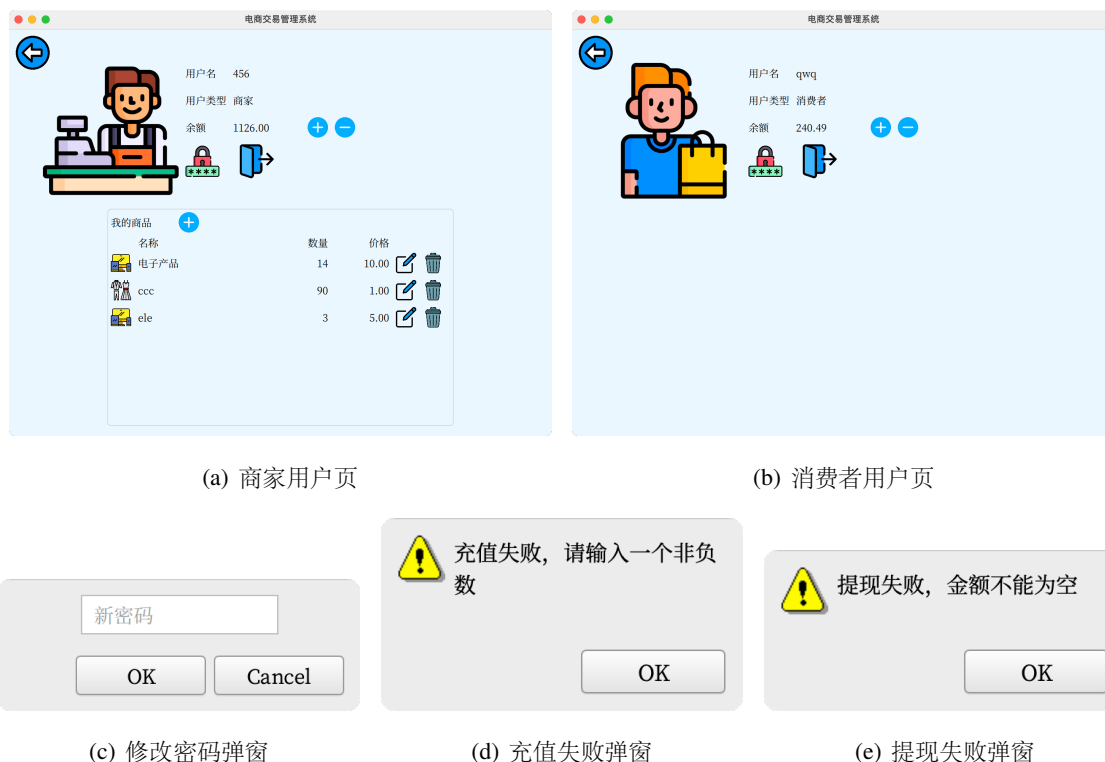 电商交易管理系统
用户名 456
用户类型 商家
余额 1126.00
****
我的商品
名称 数量 价格
电子产品 14 10.00
ccc 90 1.00
ele 3 5.00
(a) 商家用户页
电商交易管理系统
用户名 qwq
用户类型 消费者
余额 240.49
****
(b) 消费者用户页
新密码
OK Cancel
(c) 修改密码弹窗
充值失败，请输入一个非负
数
OK
(d) 充值失败弹窗
提现失败，金额不能为空
OK
(e) 提现失败弹窗